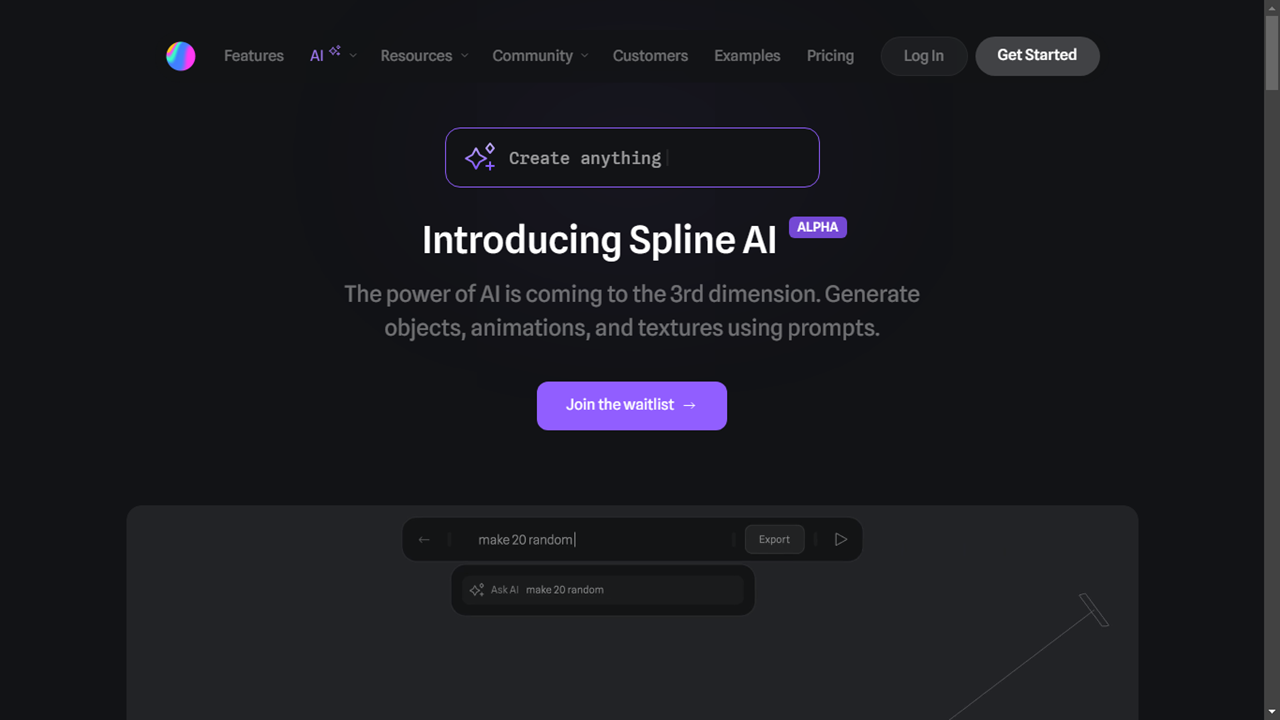 Features AI Resources Community Customers Examples Pricing Log In Get Started
Create anything
Introducing Spline AI ALPHA
The power of AI is coming to the 3rd dimension. Generate
objects, animations, and textures using prompts.
Join the waitlist →
← make 20 random Export
Ask AI make 20 random